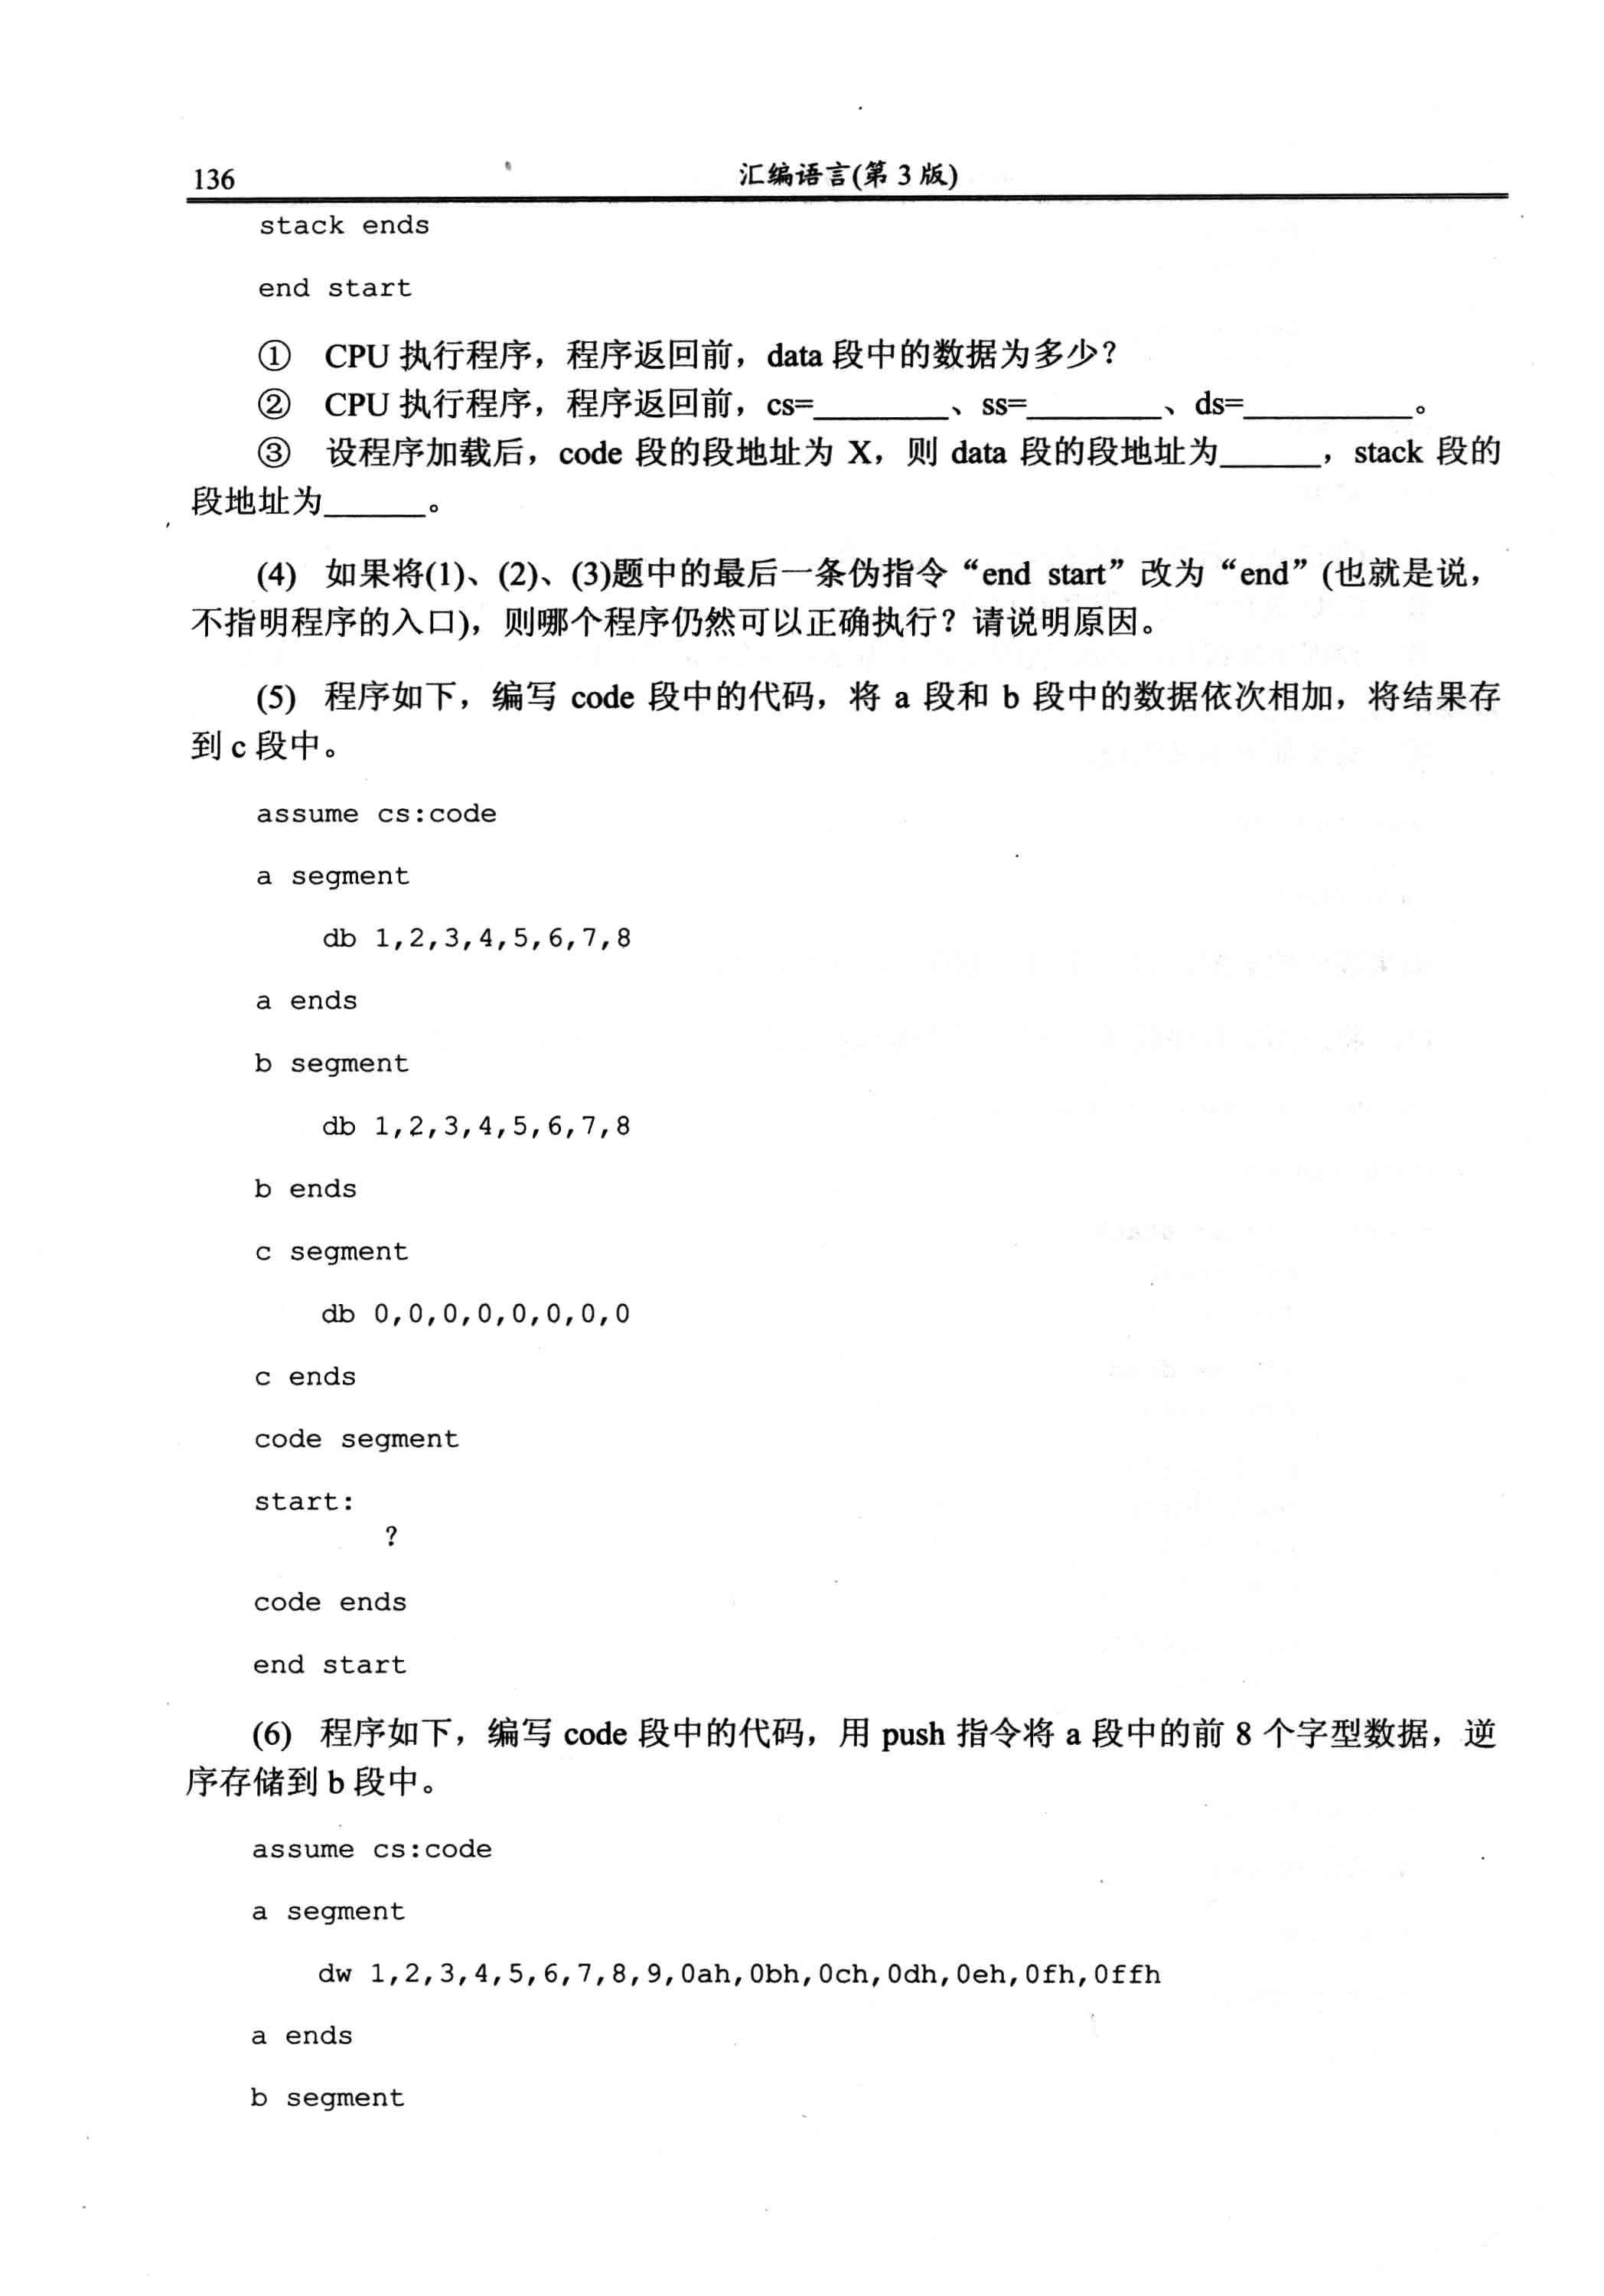 136
汇编语言(第 3 版)
stack ends
end start
① CPU 执行程序，程序返回前，data 段中的数据为多少？
② CPU 执行程序，程序返回前，cs=________、ss=________、ds=__________。
③ 设程序加载后，code 段的段地址为 X，则 data 段的段地址为______，stack 段的
段地址为______。
(4) 如果将(1)、(2)、(3)题中的最后一条伪指令“end start”改为“end”(也就是说，
不指明程序的入口)，则哪个程序仍然可以正确执行？请说明原因。
(5) 程序如下，编写 code 段中的代码，将 a 段和 b 段中的数据依次相加，将结果存
到 c 段中。
assume cs:code
a segment
db 1,2,3,4,5,6,7,8
a ends
b segment
db 1,2,3,4,5,6,7,8
b ends
c segment
db 0,0,0,0,0,0,0,0
c ends
code segment
start:
?
code ends
end start
(6) 程序如下，编写 code 段中的代码，用 push 指令将 a 段中的前 8 个字型数据，逆
序存储到 b 段中。
assume cs:code
a segment
dw 1,2,3,4,5,6,7,8,9,0ah,0bh,0ch,0dh,0eh,0fh,0ffh
a ends
b segment